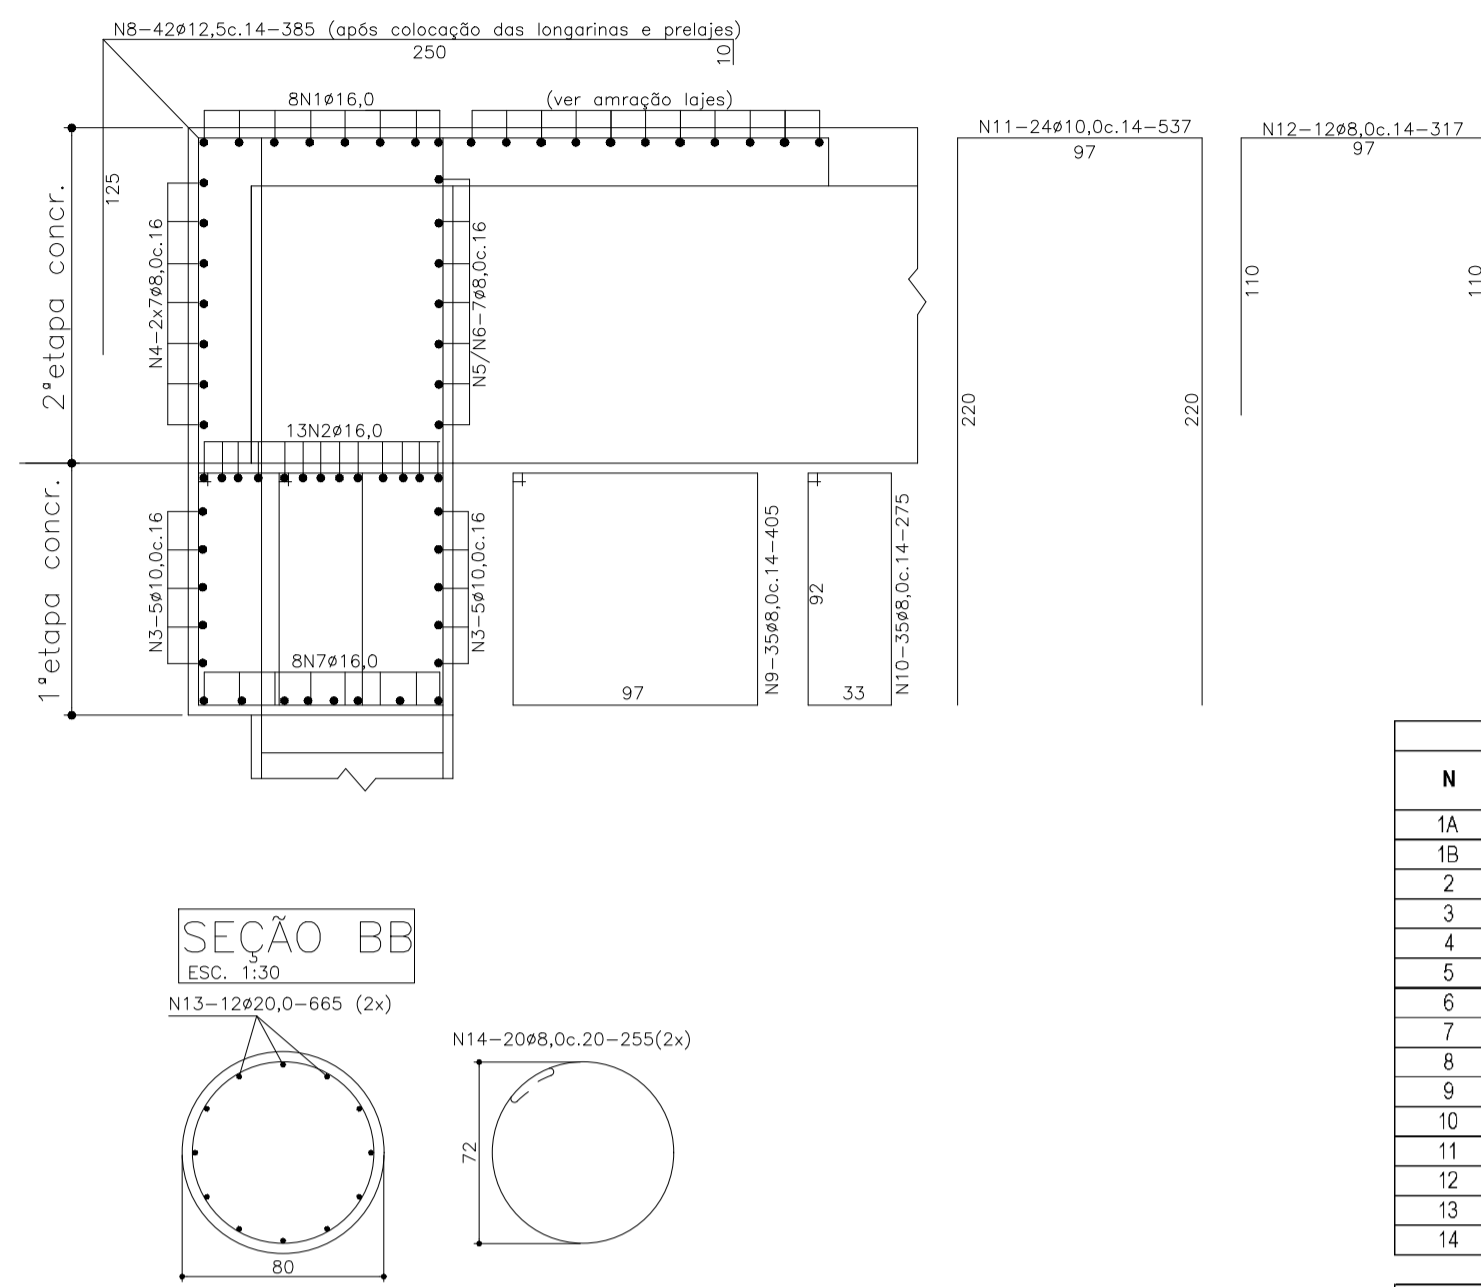 N8-42ø12,5c.14-385 (após colocação das longarinas e prelajes)
250
10
8N1ø16,0
(ver amração lajes)
N11-24ø10,0c.14-537
97
N12-12ø8,0c.14-317
97
125
2ªetapa concr.
N4-2x7ø8,0c.16
N5/N6-7ø8,0c.16
110
110
220
220
13N2ø16,0
1ªetapa concr.
N3-5ø10,0c.16
N3-5ø10,0c.16
8N7ø16,0
97
N9-35ø8,0c.14-405
92
33
N10-35ø8,0c.14-275
N
1A
1B
2
3
4
5
6
7
8
9
10
11
12
13
14
SEÇÃO BB
ESC. 1:30
N13-12ø20,0-665 (2x)
N14-20ø8,0c.20-255(2x)
72
80